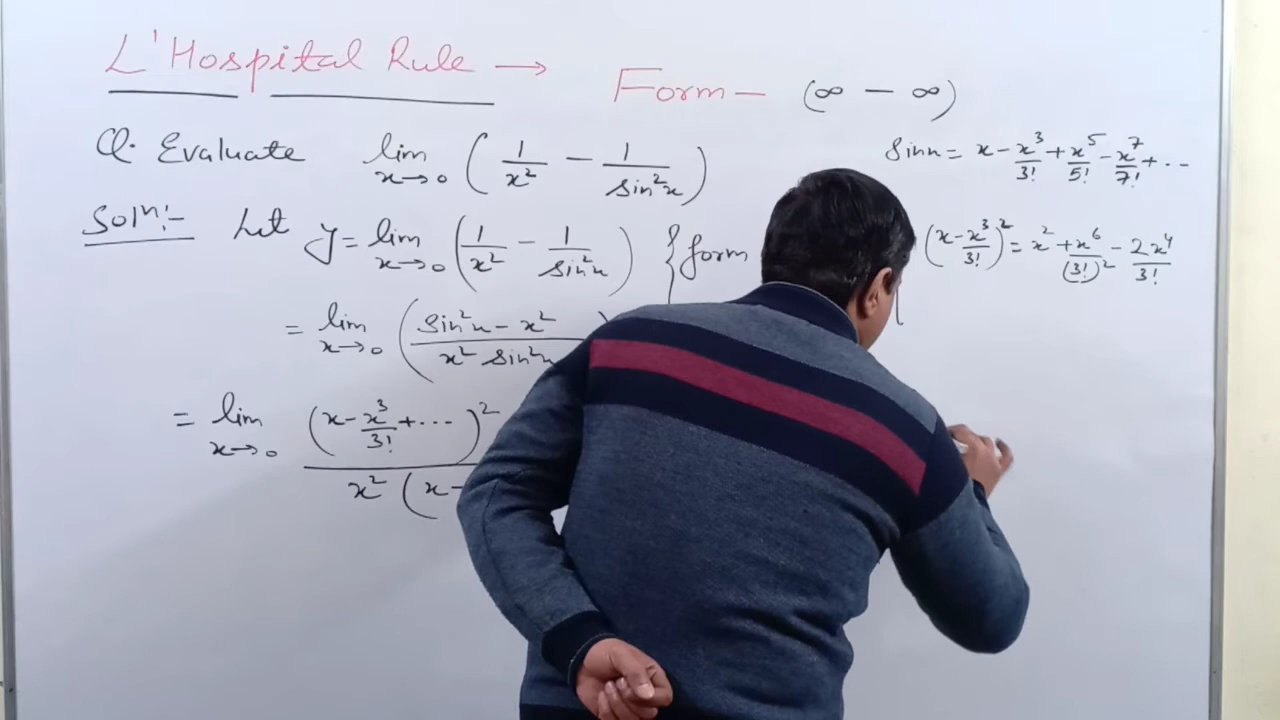 L'Hospital Rule → Form - (∞ - ∞)
Q. Evaluate lim x→0 (1/x² - 1/sin²x)
sinx = x - x³/3! + x⁵/5! - x⁷/7! + ...
Solⁿ:- Let y = lim x→0 (1/x² - 1/sin²x) {form
(x - x³/3!)² = x² + x⁶/(3!)² - 2x⁴/3!
= lim x→0 (sin²x - x²/x² sin²x
= lim x→0 (x - x³/3! + ....)²/x² (x -